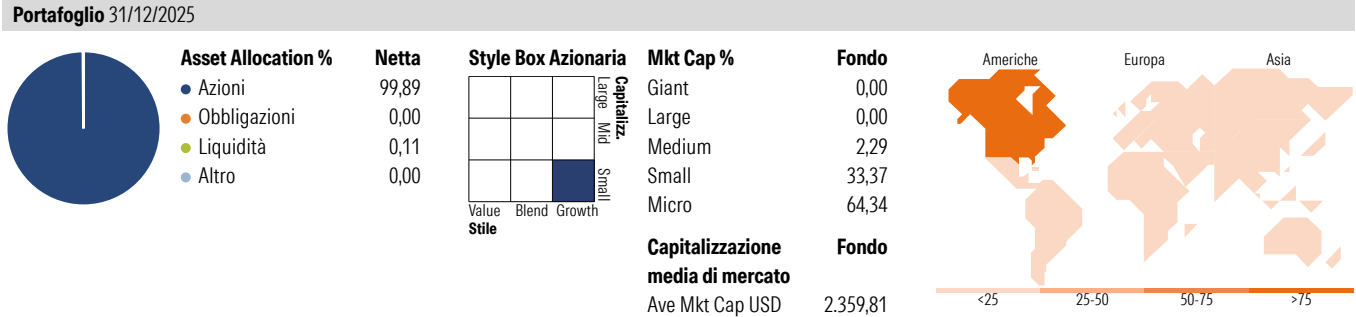 Portafoglio 31/12/2025
Asset Allocation % Netta
Azioni 99,89
Obbligazioni 0,00
Liquidità 0,11
Altro 0,00
Style Box Azionaria
Capitalizz.
Large Mid Small
Value Blend Growth
Stile
Mkt Cap % Fondo
Giant 0,00
Large 0,00
Medium 2,29
Small 33,37
Micro 64,34
Capitalizzazione Fondo
media di mercato
Ave Mkt Cap USD 2.359,81
Americhe Europa Asia
<25 25-50 50-75 >75